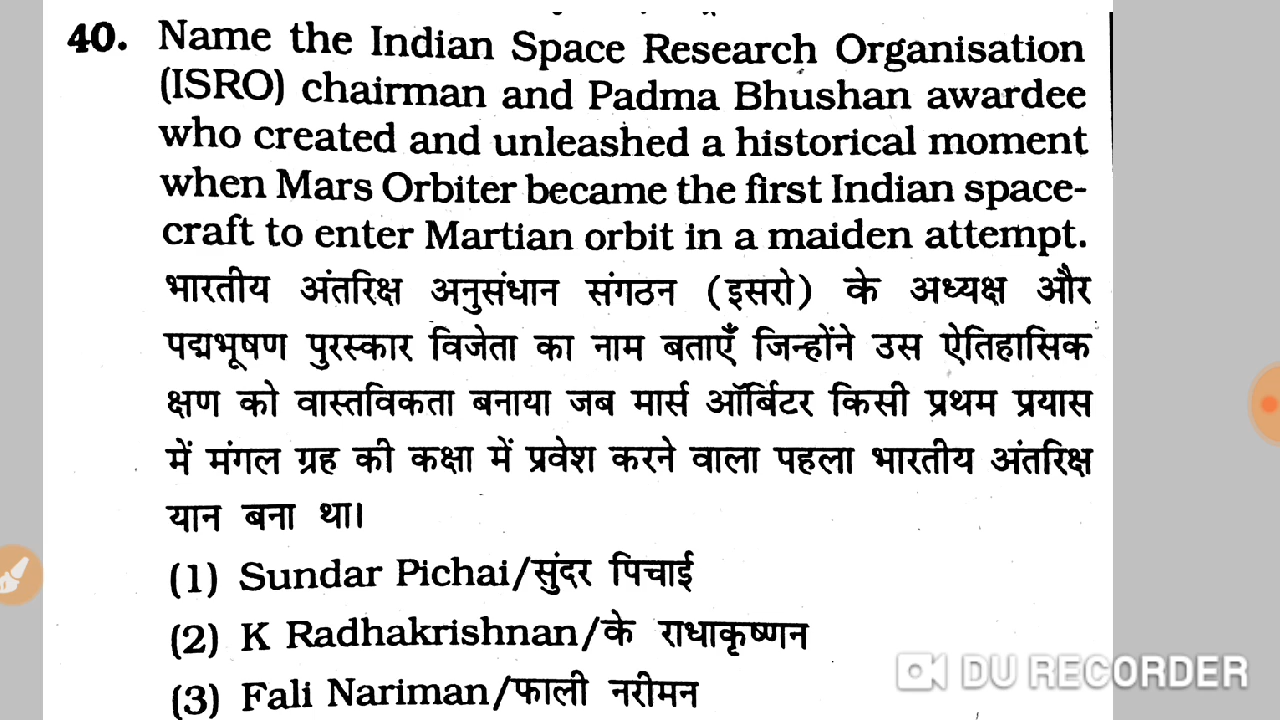 40. Name the Indian Space Research Organisation
(ISRO) chairman and Padma Bhushan awardee
who created and unleashed a historical moment
when Mars Orbiter became the first Indian space-
craft to enter Martian orbit in a maiden attempt.
भारतीय अंतरिक्ष अनुसंधान संगठन (इसरो) के अध्यक्ष और
पद्मभूषण पुरस्कार विजेता का नाम बताएँ जिन्होंने उस ऐतिहासिक
क्षण को वास्तविकता बनाया जब मार्स ऑर्बिटर किसी प्रथम प्रयास
में मंगल ग्रह की कक्षा में प्रवेश करने वाला पहला भारतीय अंतरिक्ष
यान बना था।
(1) Sundar Pichai/सुंदर पिचाई
(2) K Radhakrishnan/के राधाकृष्णन
(3) Fali Nariman/फाली नरीमन
DU RECORDER